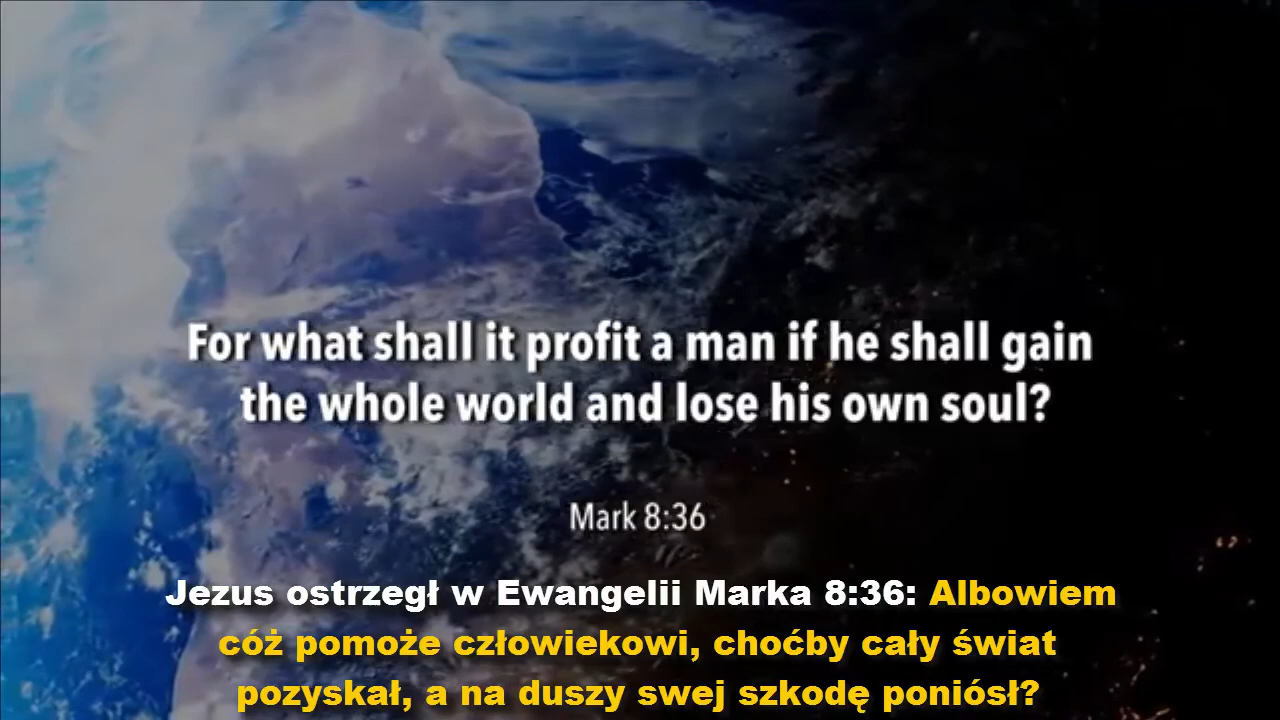 For what shall it profit a man if he shall gain
the whole world and lose his own soul?
Mark 8:36
Jezus ostrzegł w Ewangelii Marka 8:36: Albowiem
cóż pomoże człowiekowi, choćby cały świat
pozyskał, a na duszy swej szkodę poniósł?